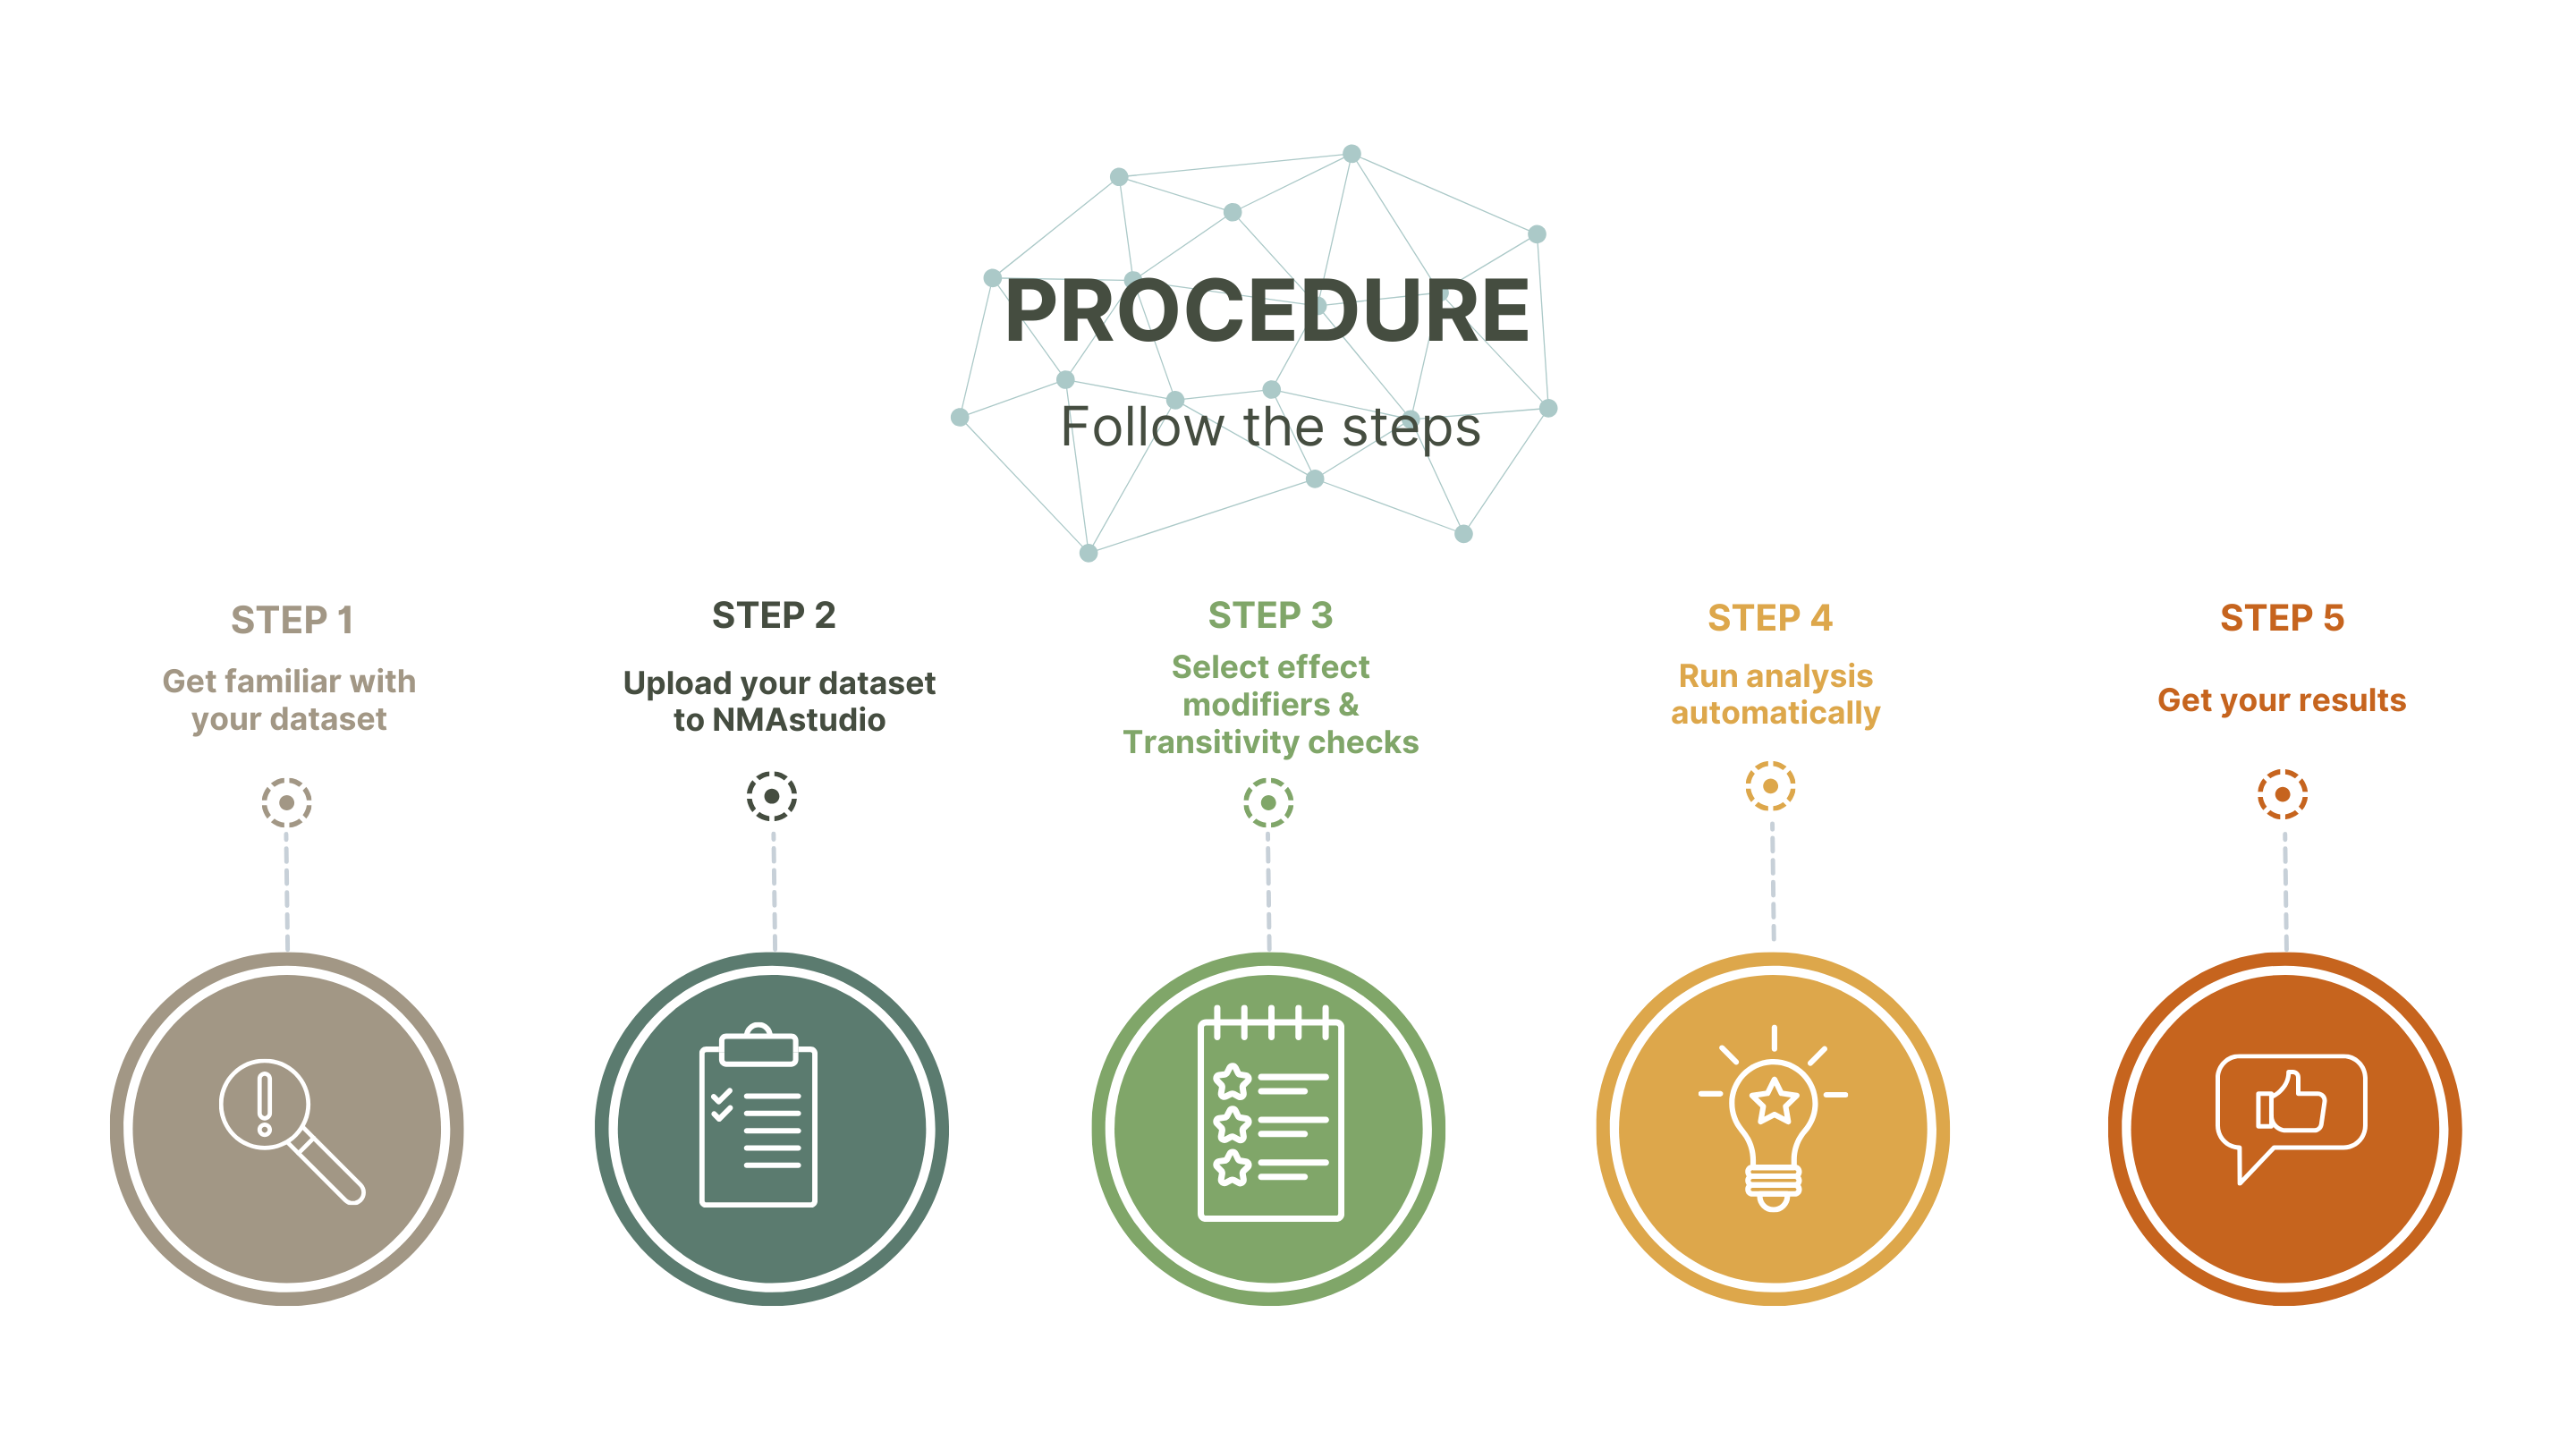 PROCEDURE
Follow the steps
STEP 1
Get familiar with
your dataset
STEP 2
Upload your dataset
to NMAstudio
STEP 3
Select effect
modifiers &
Transitivity checks
STEP 4
Run analysis
automatically
STEP 5
Get your results